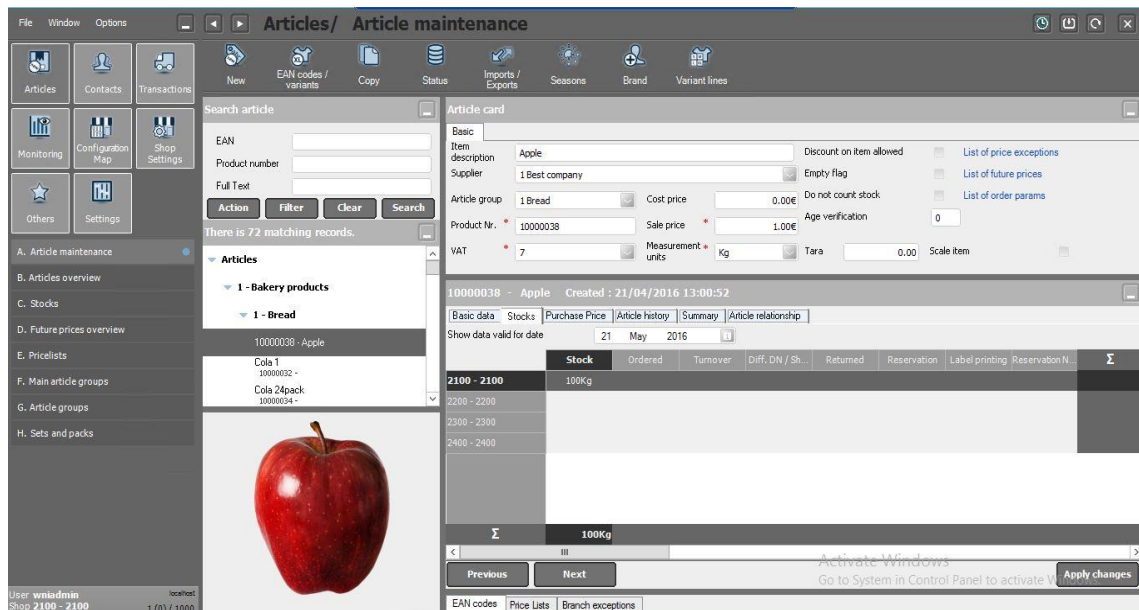 File Window Options
Articles/ Article maintenance
Articles
Contacts
Transactions
Monitoring
Configuration Map
Shop Settings
Others
Settings
New
EAN codes / variants
Copy
Status
Imports / Exports
Seasons
Brand
Variant lines
A. Article maintenance
B. Articles overview
C. Stocks
D. Future prices overview
E. Pricelists
F. Main article groups
G. Article groups
H. Sets and packs
User wniadmin localhost
Shop 2100 - 2100 1 (0) / 1000
Search article
EAN
Product number
Full Text
Action Filter Clear Search
There is 72 matching records.
Articles
1 - Bakery products
1 - Bread
10000038 - Apple
Cola 1
10000032 -
Cola 24pack
10000034 -
Article card
Basic
Item description Apple
Discount on item allowed List of price exceptions
Supplier 1 Best company
Empty flag List of future prices
Article group 1 Bread Cost price 0.00€
Do not count stock List of order params
Product Nr. * 10000038 Sale price * 1.00€
Age verification 0
VAT * 7 Measurement units * Kg Tara 0.00 Scale item
10000038 - Apple Created : 21/04/2016 13:00:52
Basic data Stocks Purchase Price Article history Summary Article relationship
Show data valid for date 21 May 2016
Stock Ordered Turnover Diff. DN / Sh... Returned Reservation Label printing Reservation N... Σ
2100 - 2100 100Kg
2200 - 2200
2300 - 2300
2400 - 2400
Σ 100Kg
Previous Next Apply changes
Activate Windows
Go to System in Control Panel to activate
EAN codes Price Lists Branch exceptions